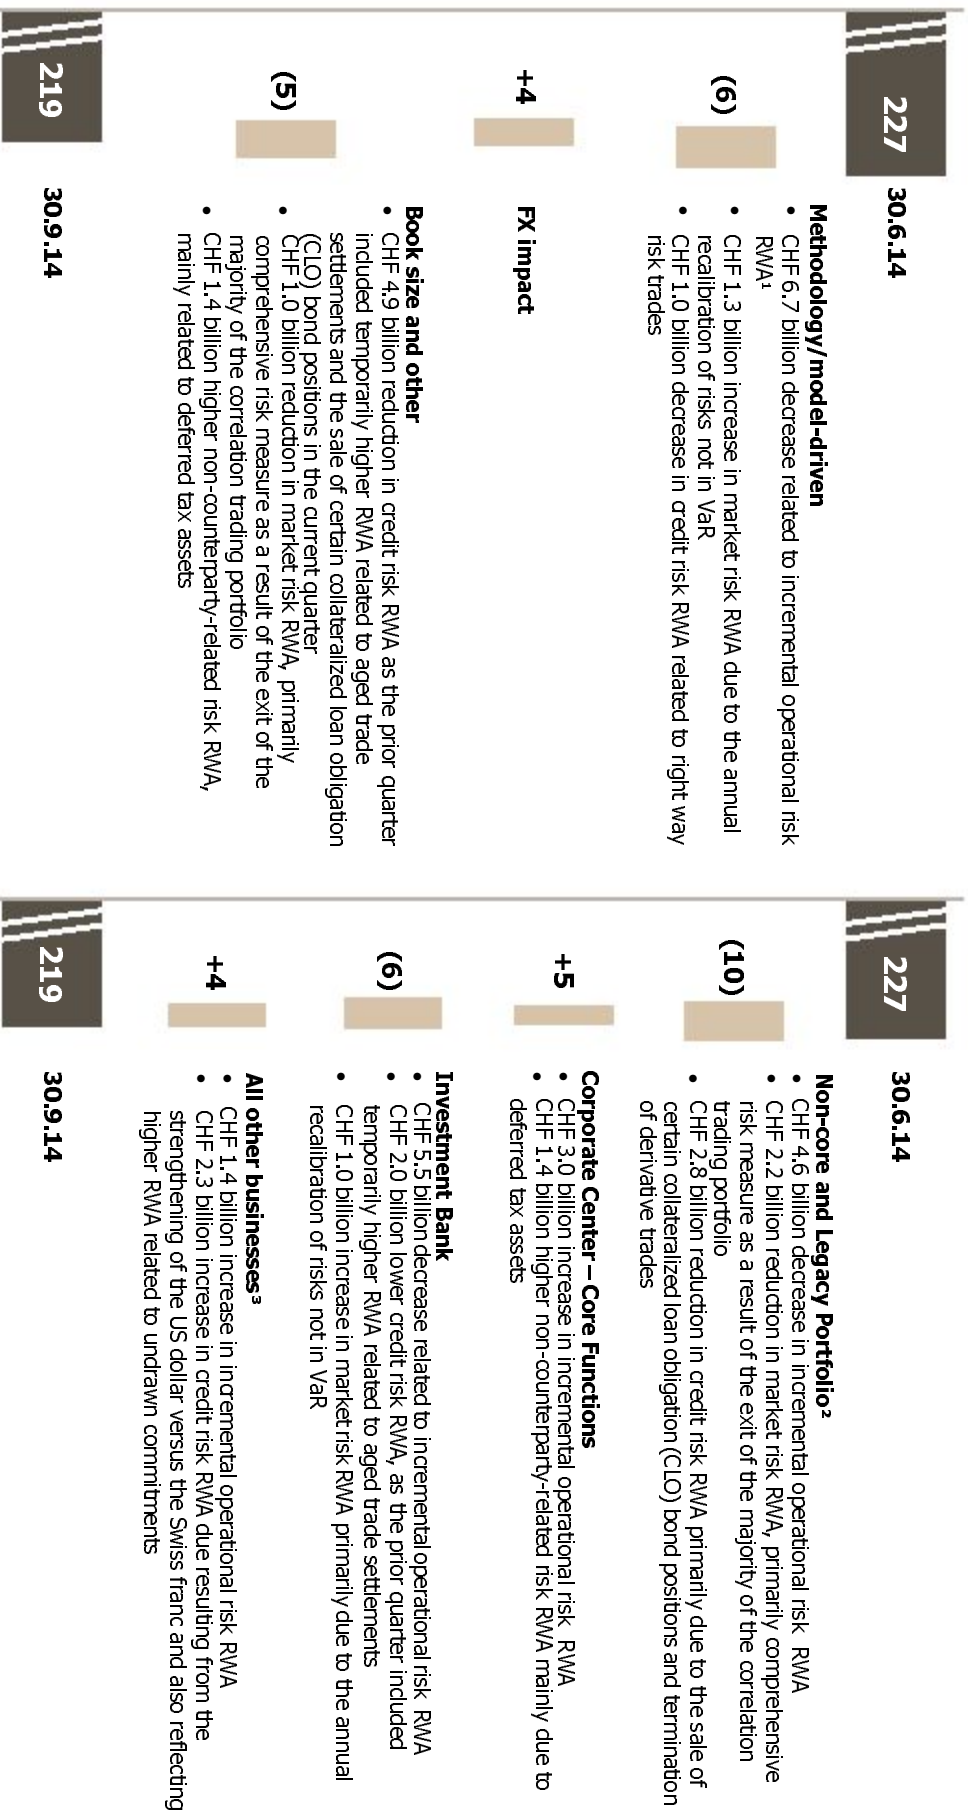 227
30.6.14
(6)
Methodology/model-driven
• CHF 6.7 billion decrease related to incremental operational risk
RWA¹
• CHF 1.3 billion increase in market risk RWA due to the annual
recalibration of risks not in VaR
• CHF 1.0 billion decrease in credit risk RWA related to right way
risk trades
+4
FX impact
(5)
Book size and other
• CHF 4.9 billion reduction in credit risk RWA as the prior quarter
included temporarily higher RWA related to aged trade
settlements and the sale of certain collateralized loan obligation
(CLO) bond positions in the current quarter
• CHF 1.0 billion reduction in market risk RWA, primarily
comprehensive risk measure as a result of the exit of the
majority of the correlation trading portfolio
• CHF 1.4 billion higher non-counterparty-related risk RWA,
mainly related to deferred tax assets
219
30.9.14
227
30.6.14
(10)
Non-core and Legacy Portfolio²
• CHF 4.6 billion decrease in incremental operational risk RWA
• CHF 2.2 billion reduction in market risk RWA, primarily comprehensive
risk measure as a result of the exit of the majority of the correlation
trading portfolio
• CHF 2.8 billion reduction in credit risk RWA primarily due to the sale of
certain collateralized loan obligation (CLO) bond positions and termination
of derivative trades
+5
Corporate Center – Core Functions
• CHF 3.0 billion increase in incremental operational risk RWA
• CHF 1.4 billion higher non-counterparty-related risk RWA mainly due to
deferred tax assets
(6)
Investment Bank
• CHF 5.5 billion decrease related to incremental operational risk RWA
• CHF 2.0 billion lower credit risk RWA, as the prior quarter included
temporarily higher RWA related to aged trade settlements
• CHF 1.0 billion increase in market risk RWA primarily due to the annual
recalibration of risks not in VaR
+4
All other businesses³
• CHF 1.4 billion increase in incremental operational risk RWA
• CHF 2.3 billion increase in credit risk RWA due resulting from the
strengthening of the US dollar versus the Swiss franc and also reflecting
higher RWA related to undrawn commitments
219
30.9.14